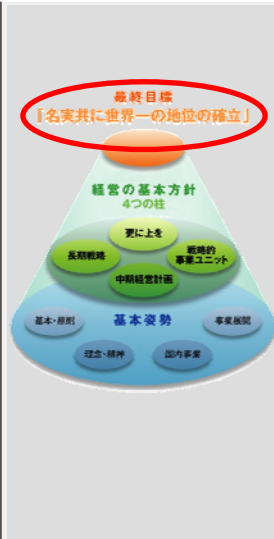 最終目標
「名実共に世界一の地位の確立」
経営の基本方針
4つの柱
更に上を
長期戦略
戦略的
事業ユニット
中期経営計画
基本姿勢
基本・原則
事業展開
理念・精神
国内事業